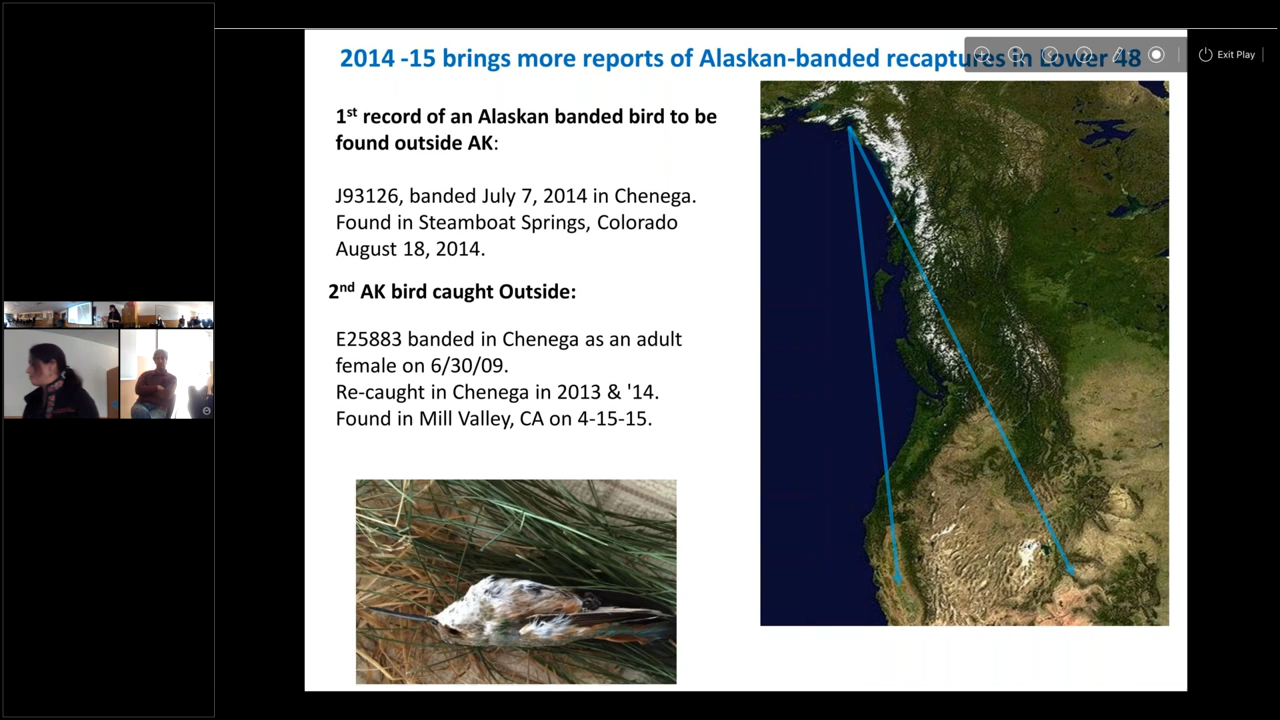 2014 -15 brings more reports of Alaskan-banded recaptures in Lower 48
Exit Play
1st record of an Alaskan banded bird to be
found outside AK:
J93126, banded July 7, 2014 in Chenega.
Found in Steamboat Springs, Colorado
August 18, 2014.
2nd AK bird caught Outside:
E25883 banded in Chenega as an adult
female on 6/30/09.
Re-caught in Chenega in 2013 & '14.
Found in Mill Valley, CA on 4-15-15.